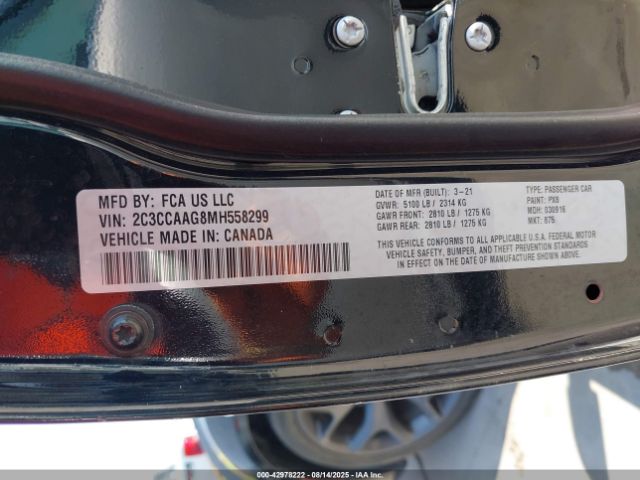 MFD BY: FCA US LLC
VIN: 2C3CCAAG8MH558299
VEHICLE MADE IN: CANADA
DATE OF MFR (BUILT): 3-21
GVWR: 5100 LB / 2314 KG
GAWR FRONT: 2810 LB / 1275 KG
GAWR REAR: 2810 LB / 1275 KG
TYPE: PASSENGER CAR
PAINT: PX8
MDH: 030916
MKT: 875
THIS VEHICLE CONFORMS TO ALL APPLICABLE U.S.A. FEDERAL MOTOR
VEHICLE SAFETY, BUMPER, AND THEFT PREVENTION STANDARDS
IN EFFECT ON THE DATE OF MANUFACTURE SHOWN ABOVE.
000-42978222 - 08/14/2025 - IAA Inc.